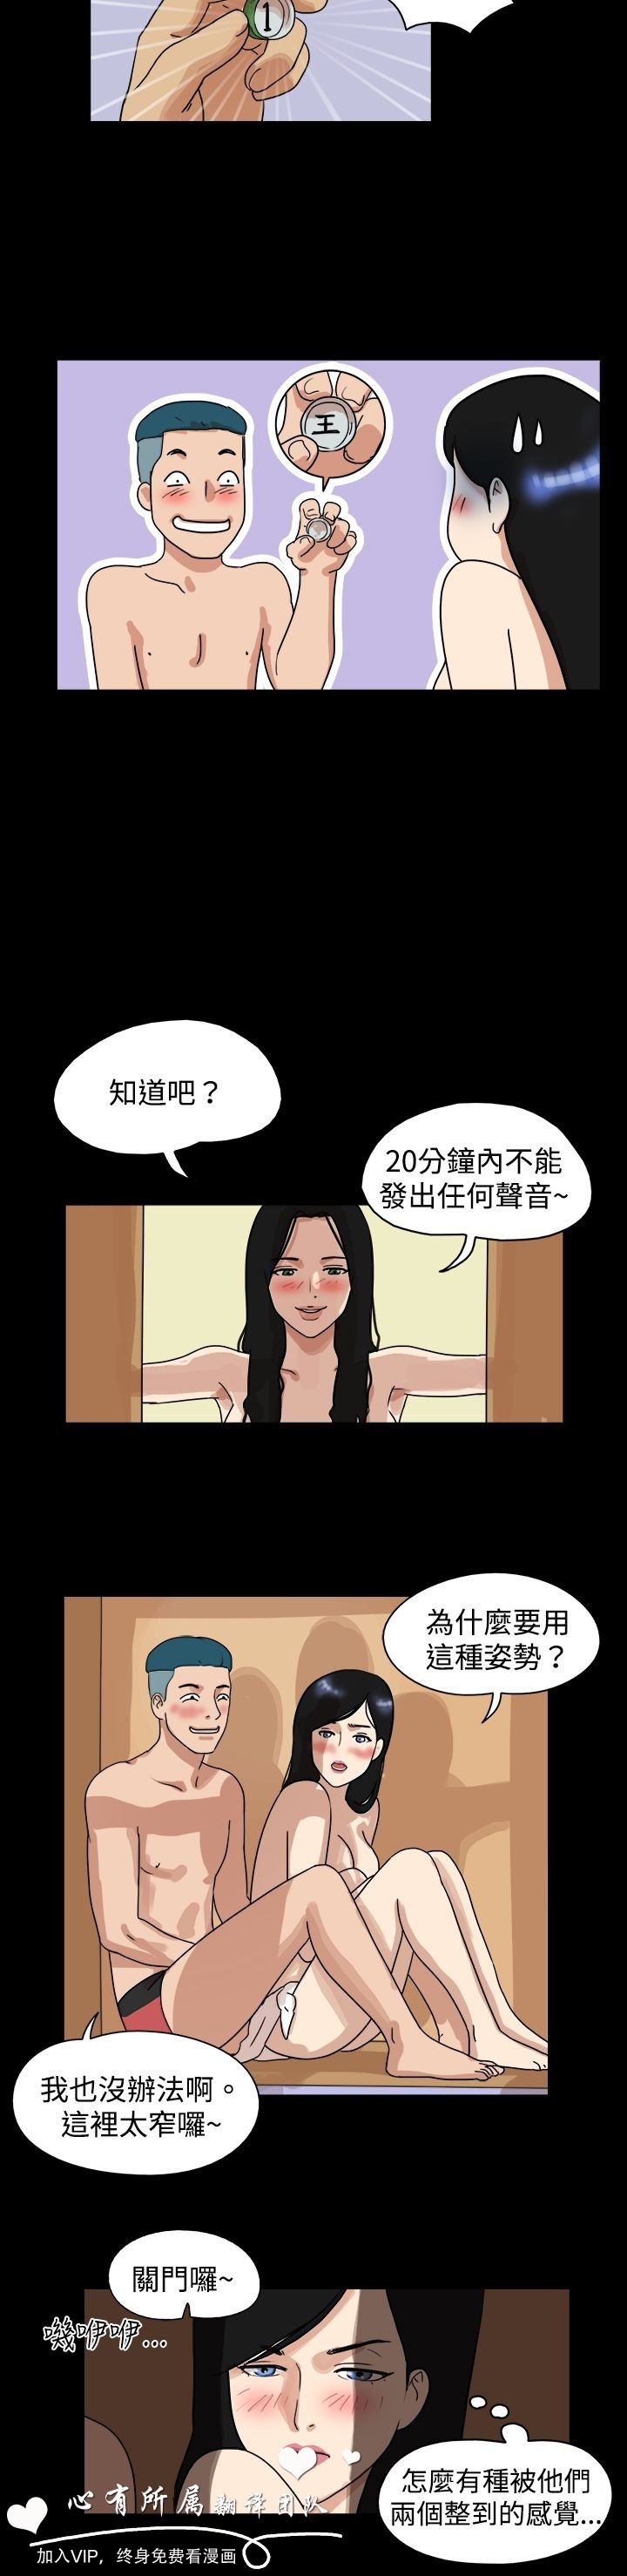 1
王
知道吧？
20分鐘內不能
發出任何聲音~
為什麼要用
這種姿勢？
我也沒辦法啊。
這裡太窄囉~
關門囉~
嘰咿咿...
怎麼有種被他們
兩個整到的感覺...
心有所属翻译团队
加入VIP，终身免费看漫画